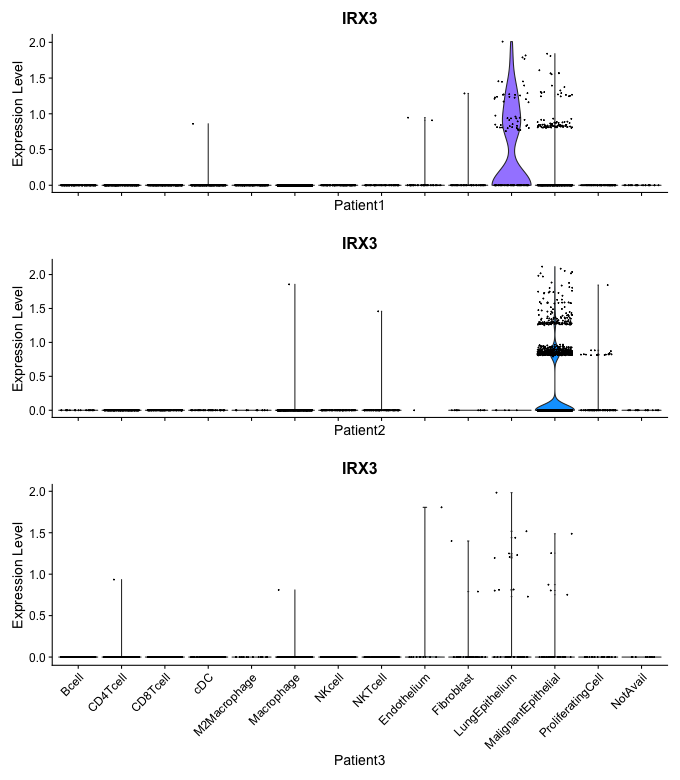 IRX3
Expression Level
2.0
1.5
1.0
0.5
0.0
Patient1
IRX3
Expression Level
2.0
1.5
1.0
0.5
0.0
Patient2
IRX3
Expression Level
2.0
1.5
1.0
0.5
0.0
Bcell
CD4Tcell
CD8Tcell
cDC
M2Macrophage
Macrophage
NKcell
NKTcell
Endothelium
Fibroblast
LungEpithelium
MalignantEpithelial
ProliferatingCell
NotAvail
Patient3